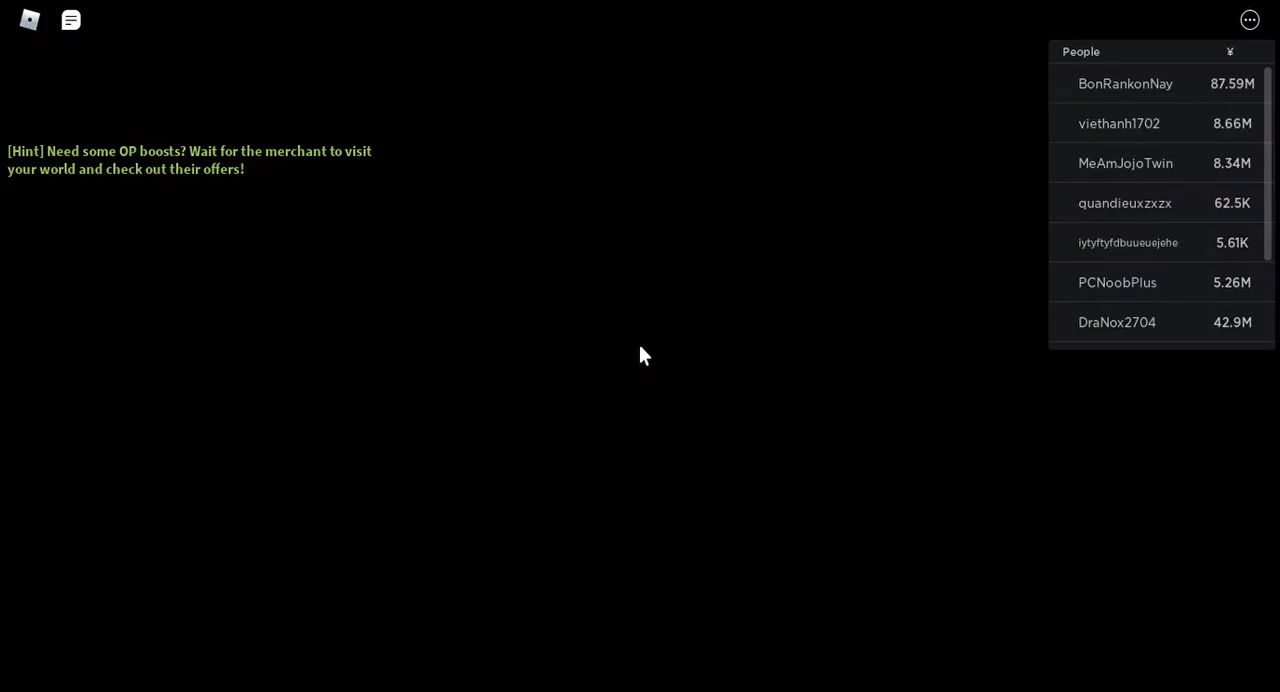 People ¥
BonRankonNay 87.59M
viethanh1702 8.66M
[Hint] Need some OP boosts? Wait for the merchant to visit
your world and check out their offers!
MeAmJojoTwin 8.34M
quandieuxzxzx 62.5K
iytyftyfdbuueuejehe 5.61K
PCNoobPlus 5.26M
DraNox2704 42.9M